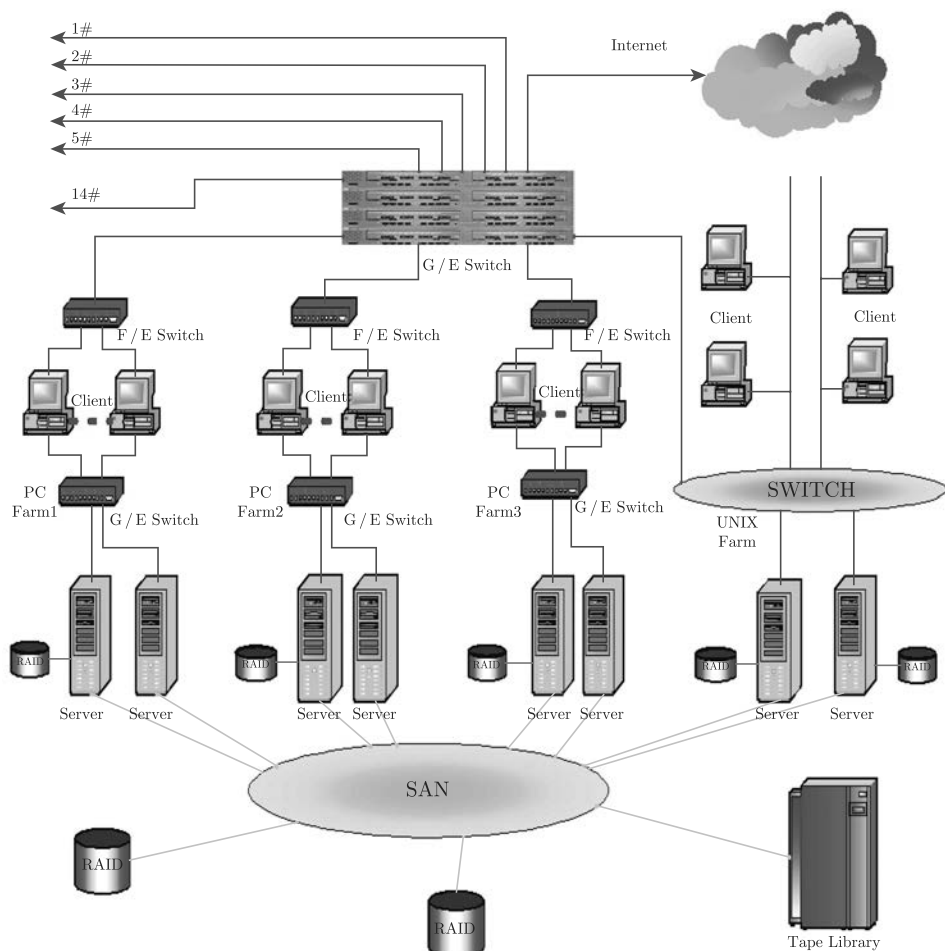 1#
2#
3#
4#
5#
14#
Internet
G/E Switch
F/E Switch
F/E Switch
F/E Switch
Client
Client
Client
Client
Client
PC
Farm1
G/E Switch
PC
Farm2
G/E Switch
PC
Farm3
G/E Switch
SWITCH
UNIX
Farm
RAID
RAID
RAID
RAID
RAID
Server
Server
Server
Server
Server
Server
Server
Server
SAN
RAID
RAID
Tape Library